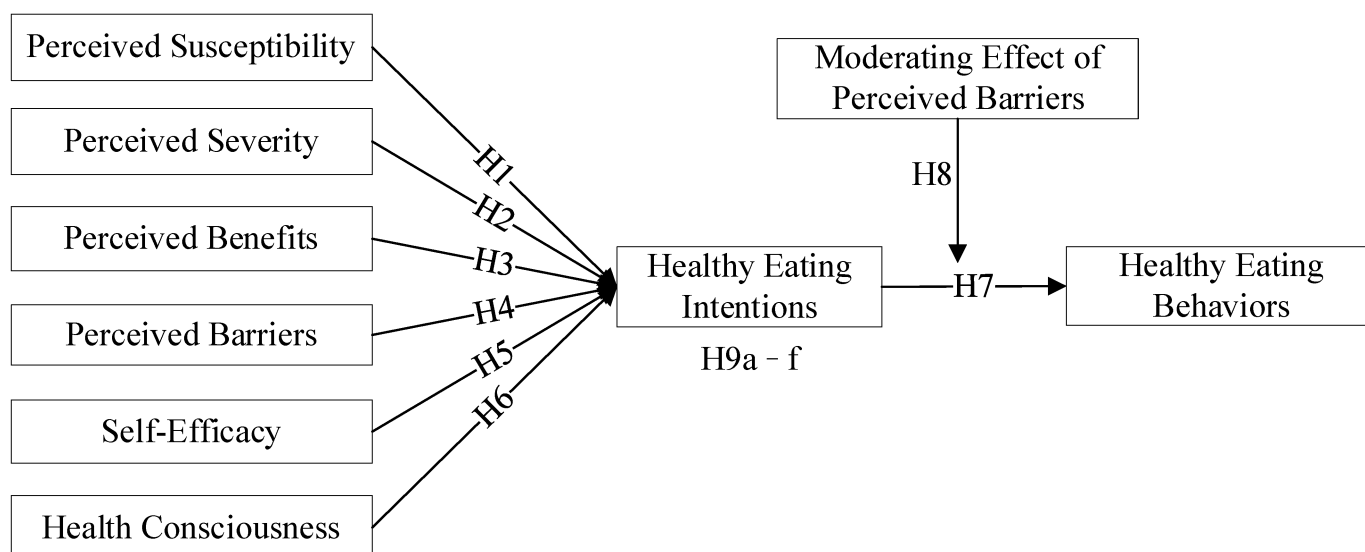 Perceived Susceptibility
Perceived Severity
Perceived Benefits
Perceived Barriers
Self-Efficacy
Health Consciousness
H1
H2
H3
H4
H5
H6
Healthy Eating
Intentions
H9a - f
Moderating Effect of
Perceived Barriers
H8
H7
Healthy Eating
Behaviors